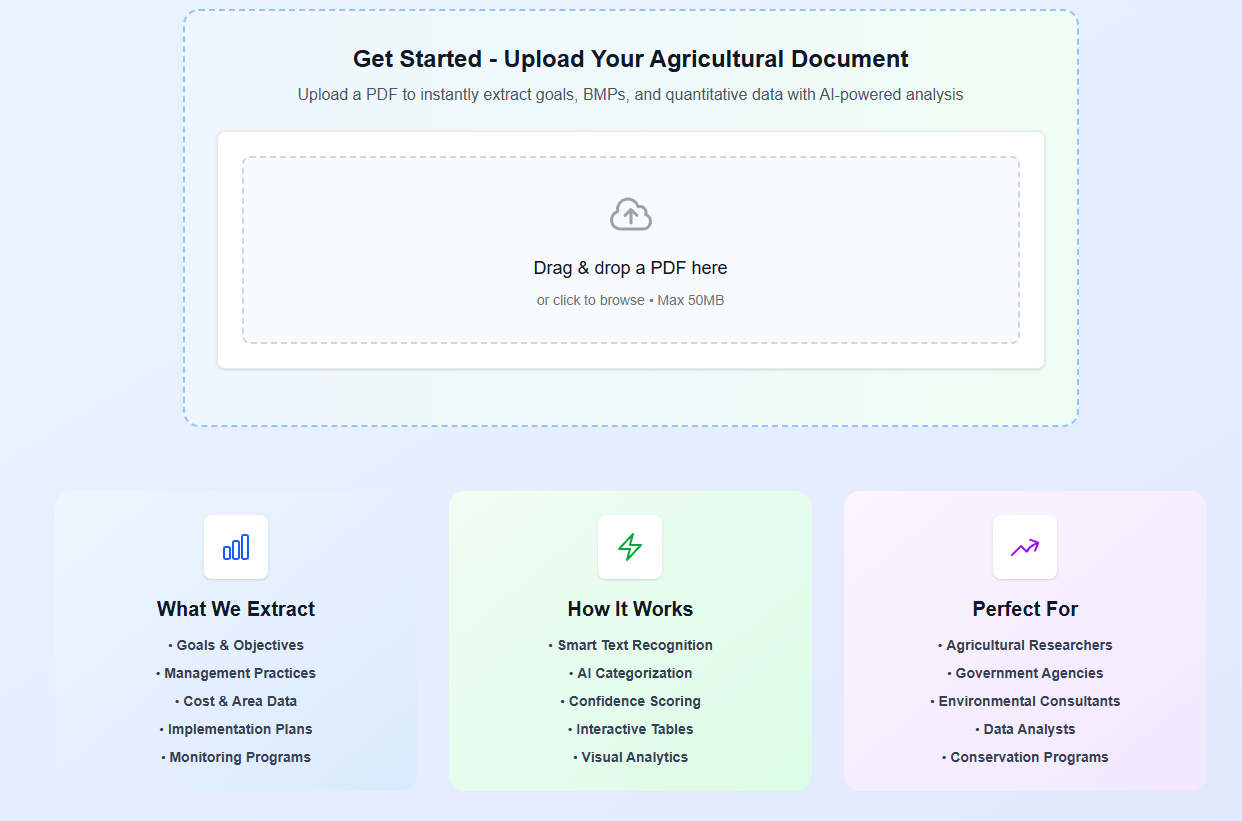 Get Started - Upload Your Agricultural Document
Upload a PDF to instantly extract goals, BMPs, and quantitative data with AI-powered analysis
Drag & drop a PDF here
or click to browse • Max 50MB
What We Extract
• Goals & Objectives
• Management Practices
• Cost & Area Data
• Implementation Plans
• Monitoring Programs
How It Works
• Smart Text Recognition
• AI Categorization
• Confidence Scoring
• Interactive Tables
• Visual Analytics
Perfect For
• Agricultural Researchers
• Government Agencies
• Environmental Consultants
• Data Analysts
• Conservation Programs